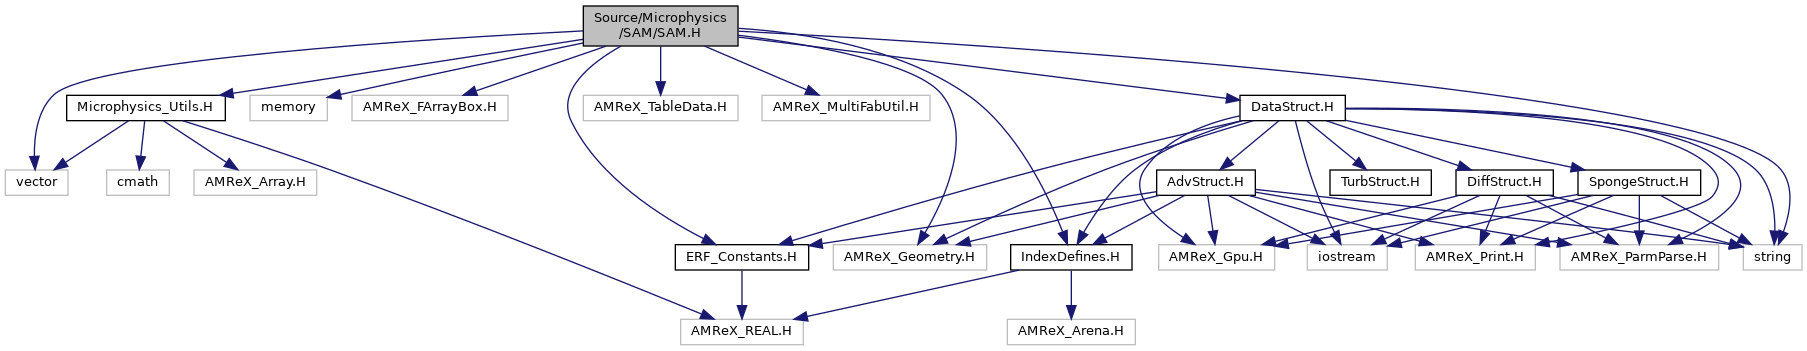 Source/Microphysics
/SAM/SAM.H
Microphysics_Utils.H
memory
AMReX_FArrayBox.H
AMReX_TableData.H
AMReX_MultiFabUtil.H
DataStruct.H
vector
cmath
AMReX_Array.H
AdvStruct.H
TurbStruct.H
DiffStruct.H
SpongeStruct.H
ERF_Constants.H
AMReX_Geometry.H
IndexDefines.H
AMReX_Gpu.H
iostream
AMReX_Print.H
AMReX_ParmParse.H
string
AMReX_REAL.H
AMReX_Arena.H